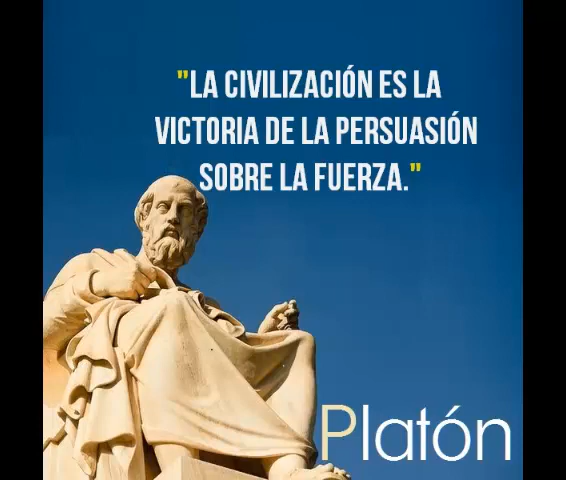 "LA CIVILIZACIÓN ES LA
VICTORIA DE LA PERSUASIÓN
SOBRE LA FUERZA."
Platón